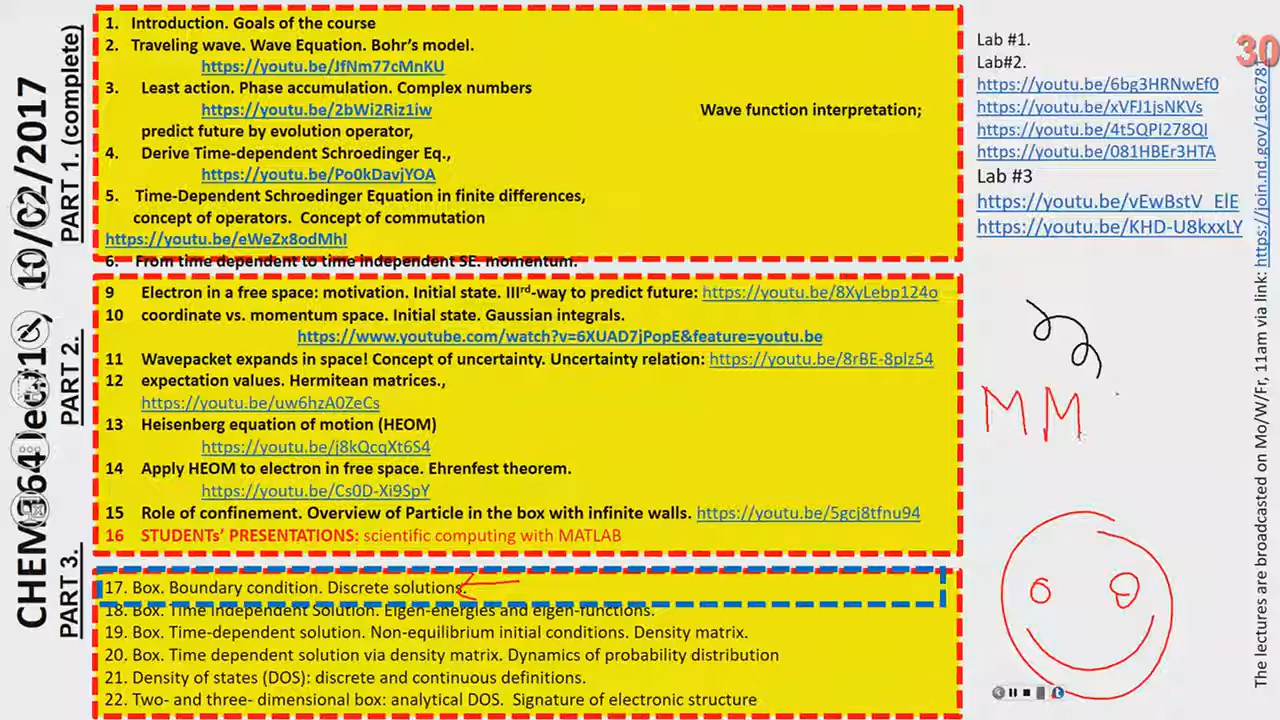 CHEM 364 lec 10/02/2017
PART 1. (complete)
1. Introduction. Goals of the course
2. Traveling wave. Wave Equation. Bohr's model.
https://youtu.be/JfNm77cMnKU
3. Least action. Phase accumulation. Complex numbers
https://youtu.be/2bWi2Riz1iw Wave function interpretation;
predict future by evolution operator,
4. Derive Time-dependent Schroedinger Eq.,
https://youtu.be/Po0kDavjYOA
5. Time-Dependent Schroedinger Equation in finite differences,
concept of operators. Concept of commutation
https://youtu.be/eWeZx8odMhI
6. From time dependent to time independent SE. momentum.
PART 2.
9 Electron in a free space: motivation. Initial state. IIIrd-way to predict future: https://youtu.be/8XyLebp124o
10 coordinate vs. momentum space. Initial state. Gaussian integrals.
https://www.youtube.com/watch?v=6XUAD7jPopE&feature=youtu.be
11 Wavepacket expands in space! Concept of uncertainty. Uncertainty relation: https://youtu.be/8rBE-8plz54
12 expectation values. Hermitean matrices.,
https://youtu.be/uw6hzA0ZeCs
13 Heisenberg equation of motion (HEOM)
https://youtu.be/j8kQcqXt6S4
14 Apply HEOM to electron in free space. Ehrenfest theorem.
https://youtu.be/Cs0D-Xi9SpY
15 Role of confinement. Overview of Particle in the box with infinite walls. https://youtu.be/5gcj8tfnu94
16 STUDENTs' PRESENTATIONS: scientific computing with MATLAB
PART 3.
17. Box. Boundary condition. Discrete solutions.
18. Box. Time independent Solution. Eigen-energies and eigen-functions.
19. Box. Time-dependent solution. Non-equilibrium initial conditions. Density matrix.
20. Box. Time dependent solution via density matrix. Dynamics of probability distribution
21. Density of states (DOS): discrete and continuous definitions.
22. Two- and three- dimensional box: analytical DOS. Signature of electronic structure
Lab #1.
Lab#2.
https://youtu.be/6bg3HRNwEf0
https://youtu.be/xVFJ1jsNKVs
https://youtu.be/4t5QPI278QI
https://youtu.be/081HBEr3HTA
Lab #3
https://youtu.be/vEwBstV_ElE
https://youtu.be/KHD-U8kxxLY
M M
30
The lectures are broadcasted on Mo/W/Fr, 11am via link: https://join.nd.gov/166678